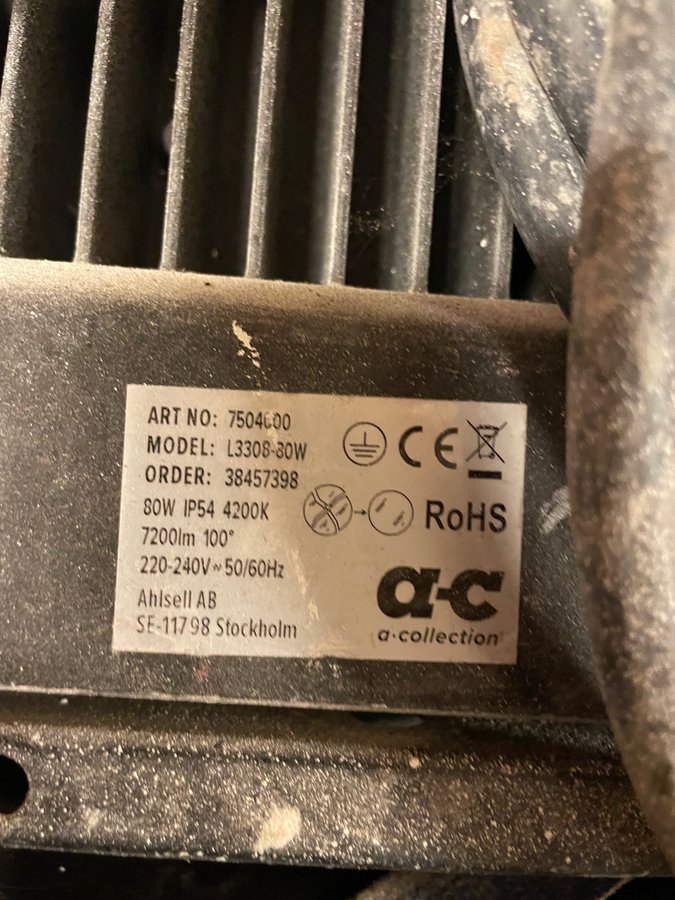 ART NO: 7504600
MODEL: L3308-80W
ORDER: 38457398
80W IP54 4200K
7200lm 100°
220-240V~50/60Hz
Ahlsell AB
SE-11798 Stockholm
CE
RoHS
a-c
a·collection